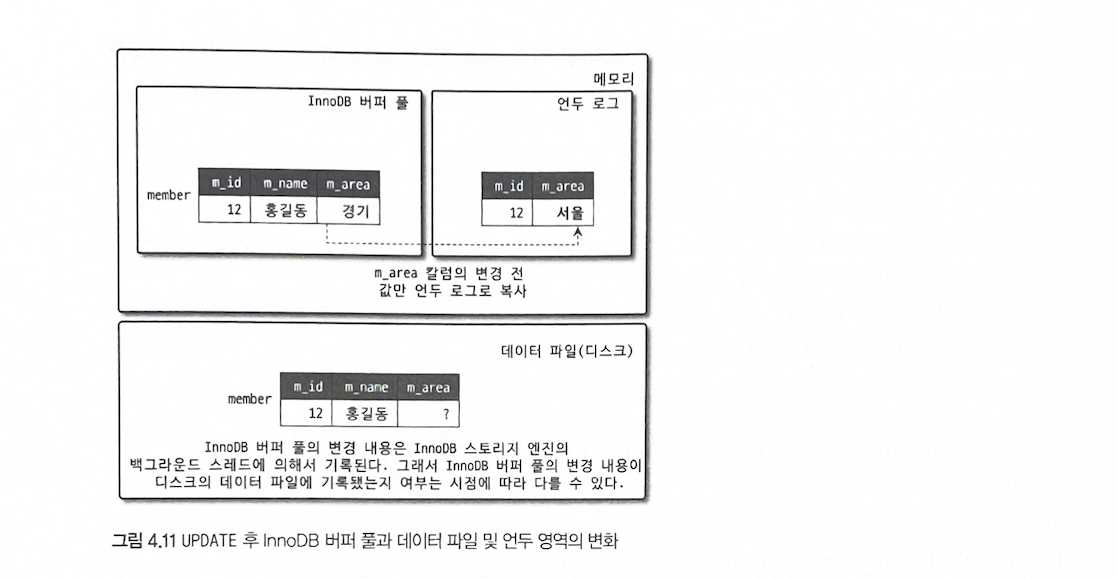 메모리
InnoDB 버퍼 풀
언두 로그
member
m_id m_name m_area
12 홍길동 경기
m_id m_area
12 서울
m_area 칼럼의 변경 전
값만 언두 로그로 복사
데이터 파일(디스크)
member
m_id m_name m_area
12 홍길동 ?
InnoDB 버퍼 풀의 변경 내용은 InnoDB 스토리지 엔진의
백그라운드 스레드에 의해서 기록된다. 그래서 InnoDB 버퍼 풀의 변경 내용이
디스크의 데이터 파일에 기록됐는지 여부는 시점에 따라 다를 수 있다.
그림 4.11 UPDATE 후 InnoDB 버퍼 풀과 데이터 파일 및 언두 영역의 변화